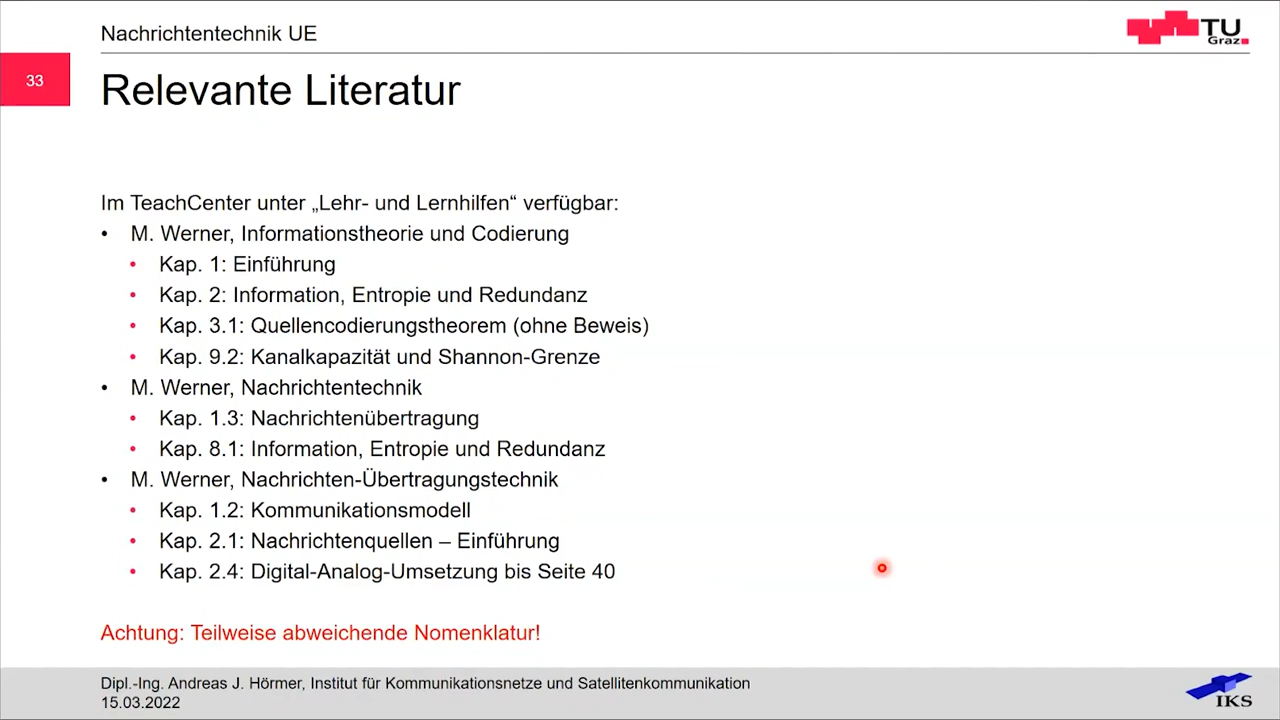 Nachrichtentechnik UE
TU
Graz
33
Relevante Literatur
Im TeachCenter unter „Lehr- und Lernhilfen“ verfügbar:
• M. Werner, Informationstheorie und Codierung
• Kap. 1: Einführung
• Kap. 2: Information, Entropie und Redundanz
• Kap. 3.1: Quellencodierungstheorem (ohne Beweis)
• Kap. 9.2: Kanalkapazität und Shannon-Grenze
• M. Werner, Nachrichtentechnik
• Kap. 1.3: Nachrichtenübertragung
• Kap. 8.1: Information, Entropie und Redundanz
• M. Werner, Nachrichten-Übertragungstechnik
• Kap. 1.2: Kommunikationsmodell
• Kap. 2.1: Nachrichtenquellen – Einführung
• Kap. 2.4: Digital-Analog-Umsetzung bis Seite 40
Achtung: Teilweise abweichende Nomenklatur!
Dipl.-Ing. Andreas J. Hörmer, Institut für Kommunikationsnetze und Satellitenkommunikation
15.03.2022
IKS